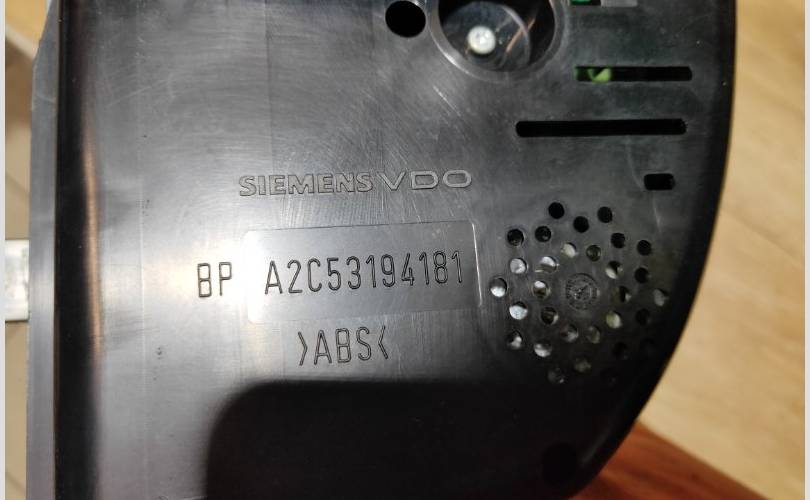 SIEMENS VDO
BP A2C53194181
>ABS<